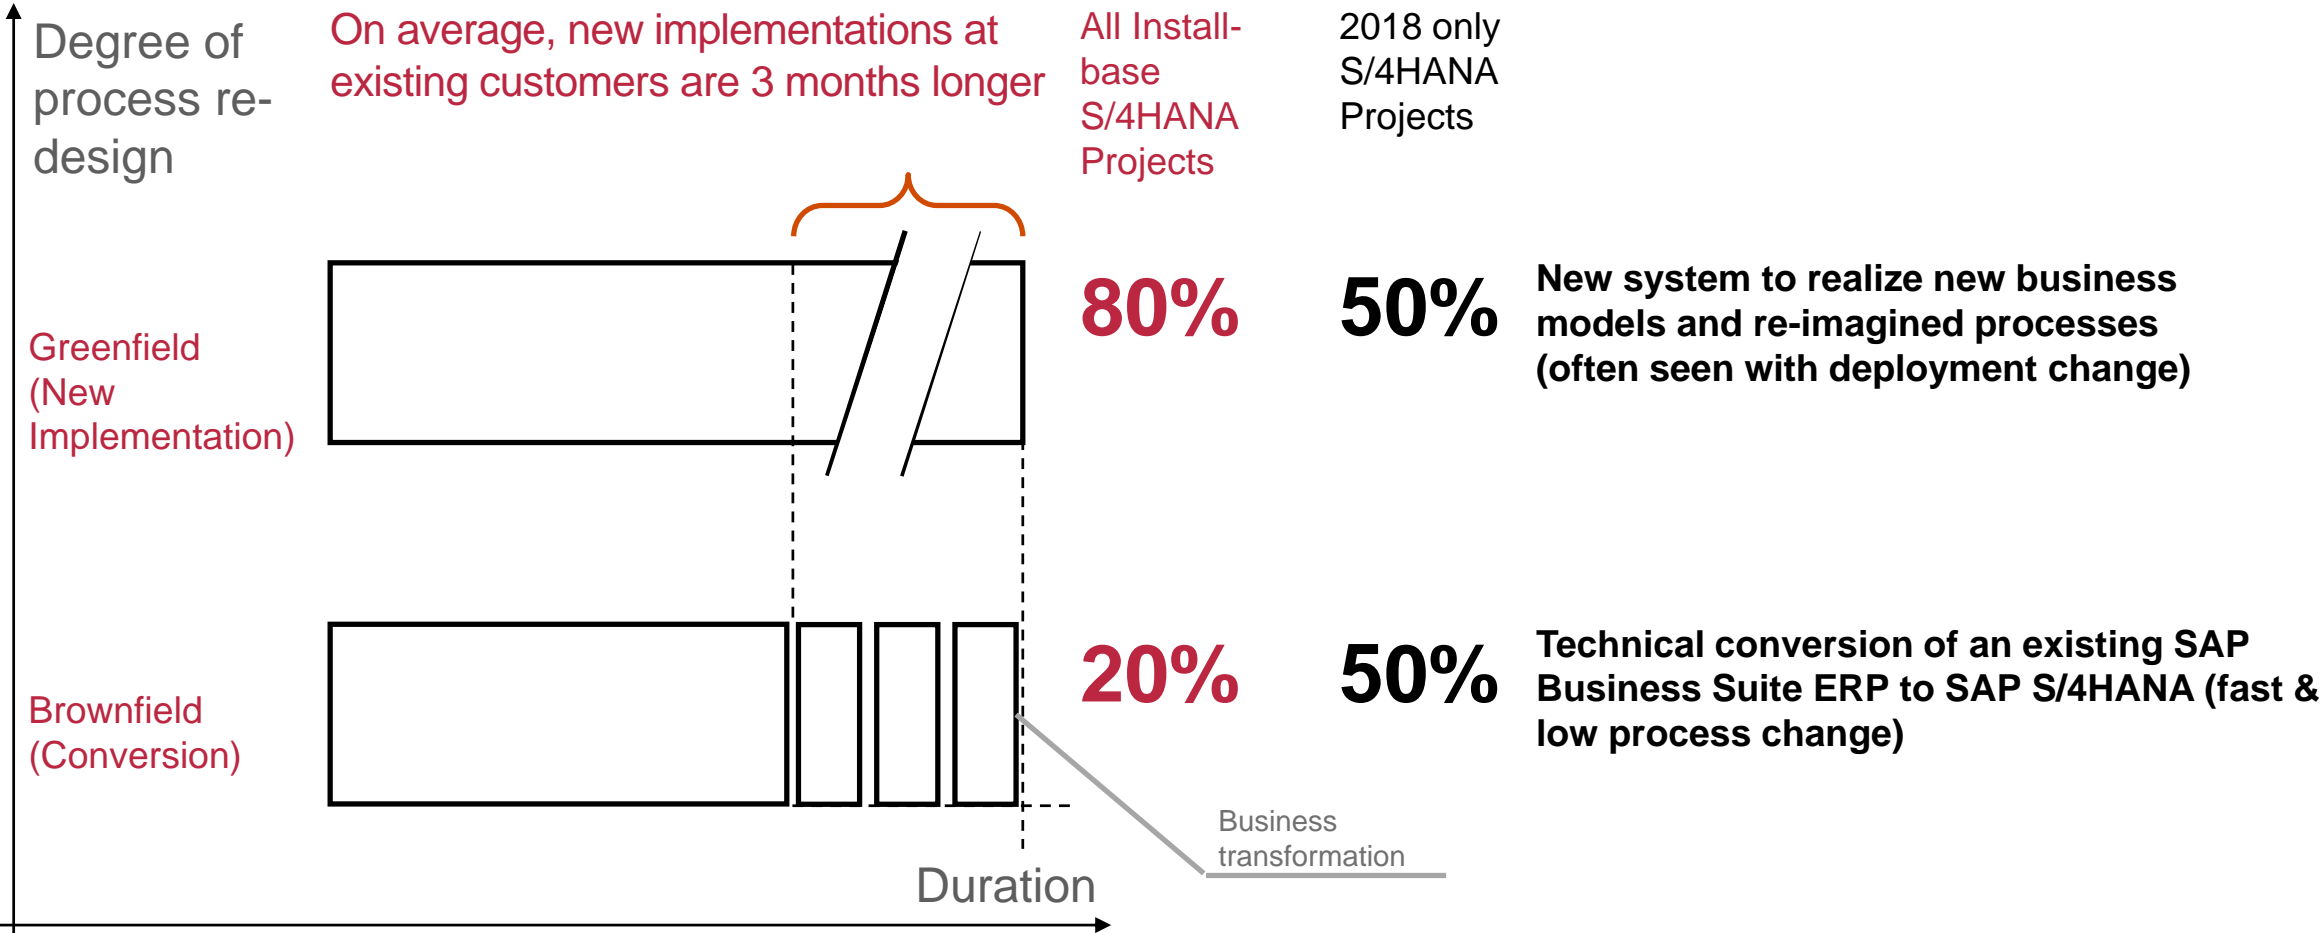 Degree of
process re-
design
On average, new implementations at
existing customers are 3 months longer
All Install-
base
S/4HANA
Projects
2018 only
S/4HANA
Projects
Greenfield
(New
Implementation)
80%
50%
New system to realize new business
models and re-imagined processes
(often seen with deployment change)
Brownfield
(Conversion)
20%
50%
Technical conversion of an existing SAP
Business Suite ERP to SAP S/4HANA (fast &
low process change)
Business
transformation
Duration